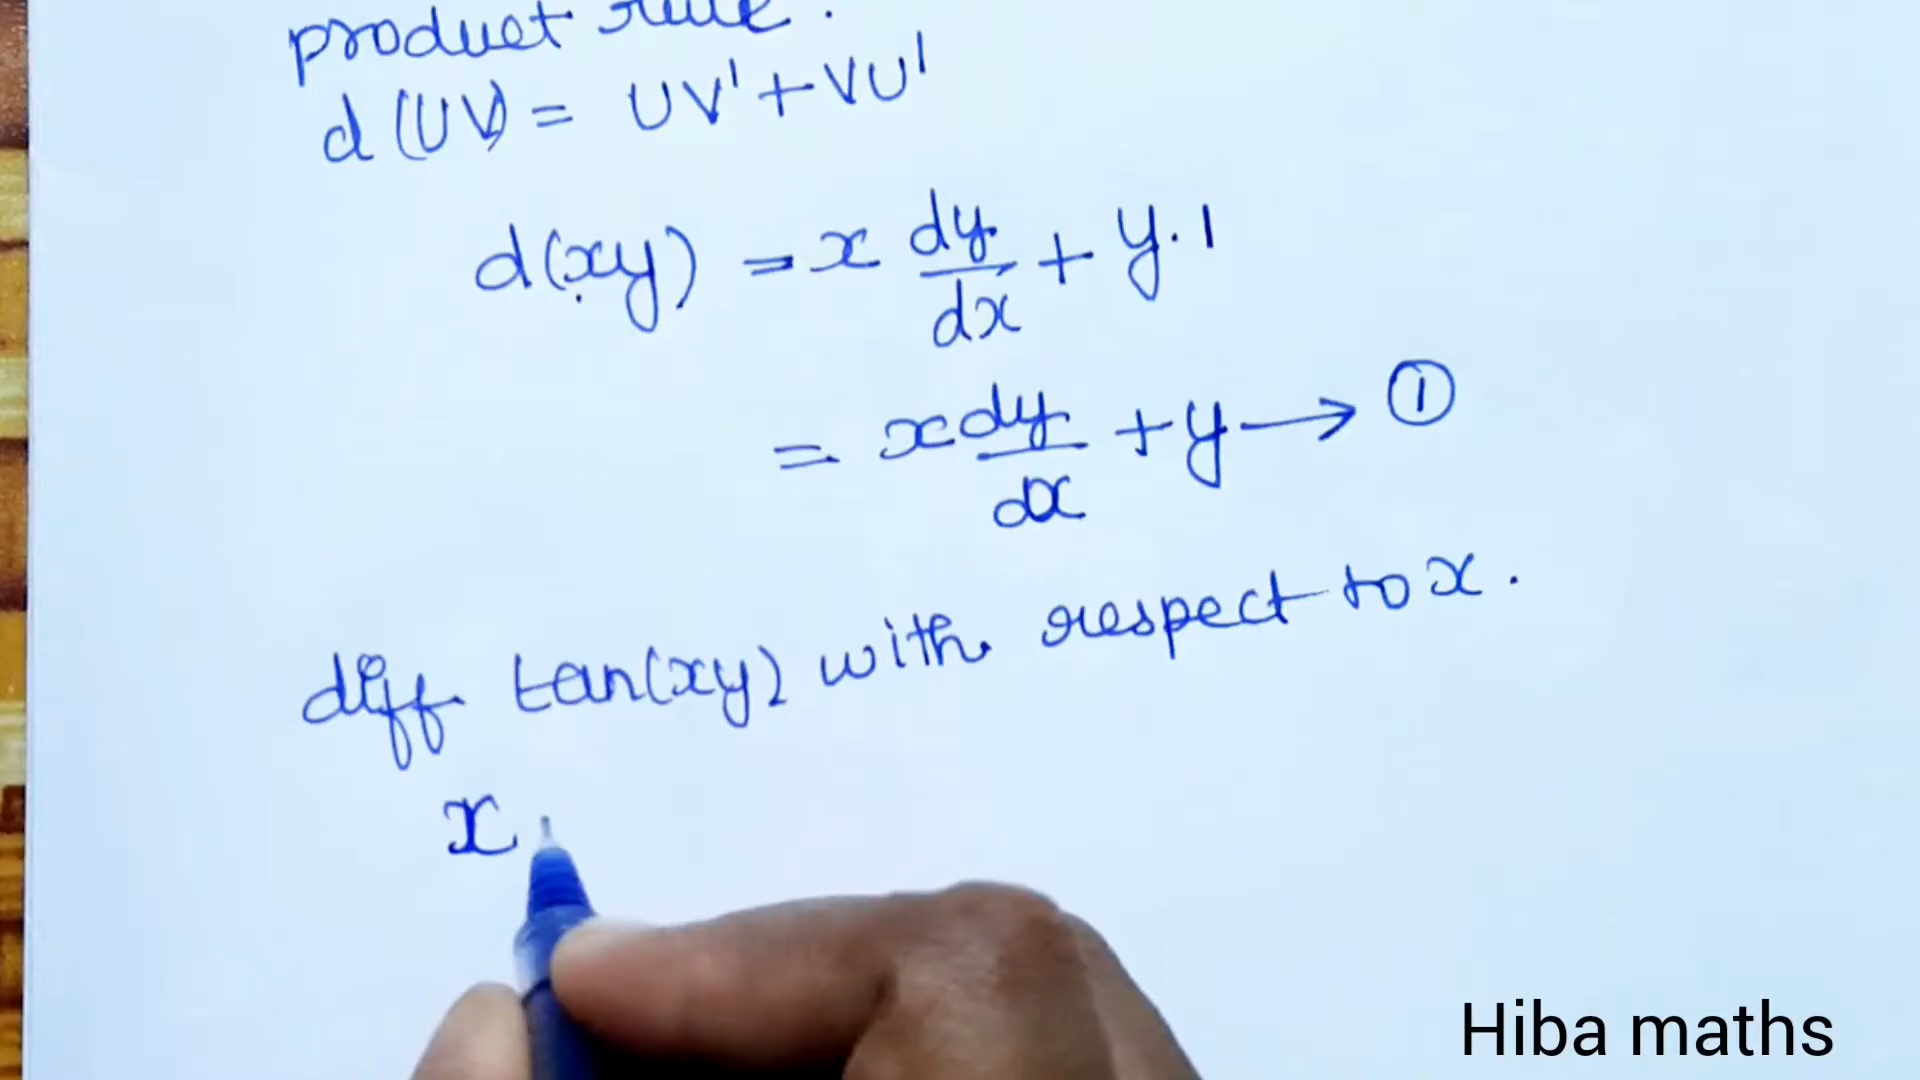 product rule.
d(UV) = UV' + VU'
d(xy) = x dy/dx + y.1
= x dy/dx + y → ①
diff tan(xy) with respect to x.
x
Hiba maths